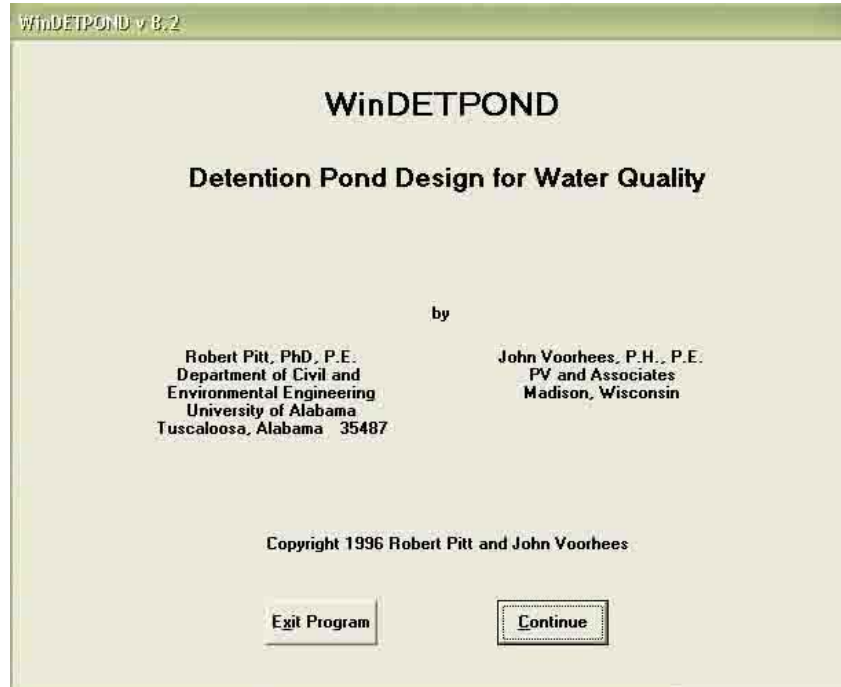 WinDETPOND v 8.2
WinDETPOND
Detention Pond Design for Water Quality
by
Robert Pitt, PhD, P.E.
Department of Civil and
Environmental Engineering
University of Alabama
Tuscaloosa, Alabama 35487
John Voorhees, P.H., P.E.
PV and Associates
Madison, Wisconsin
Copyright 1996 Robert Pitt and John Voorhees
Exit Program
Continue